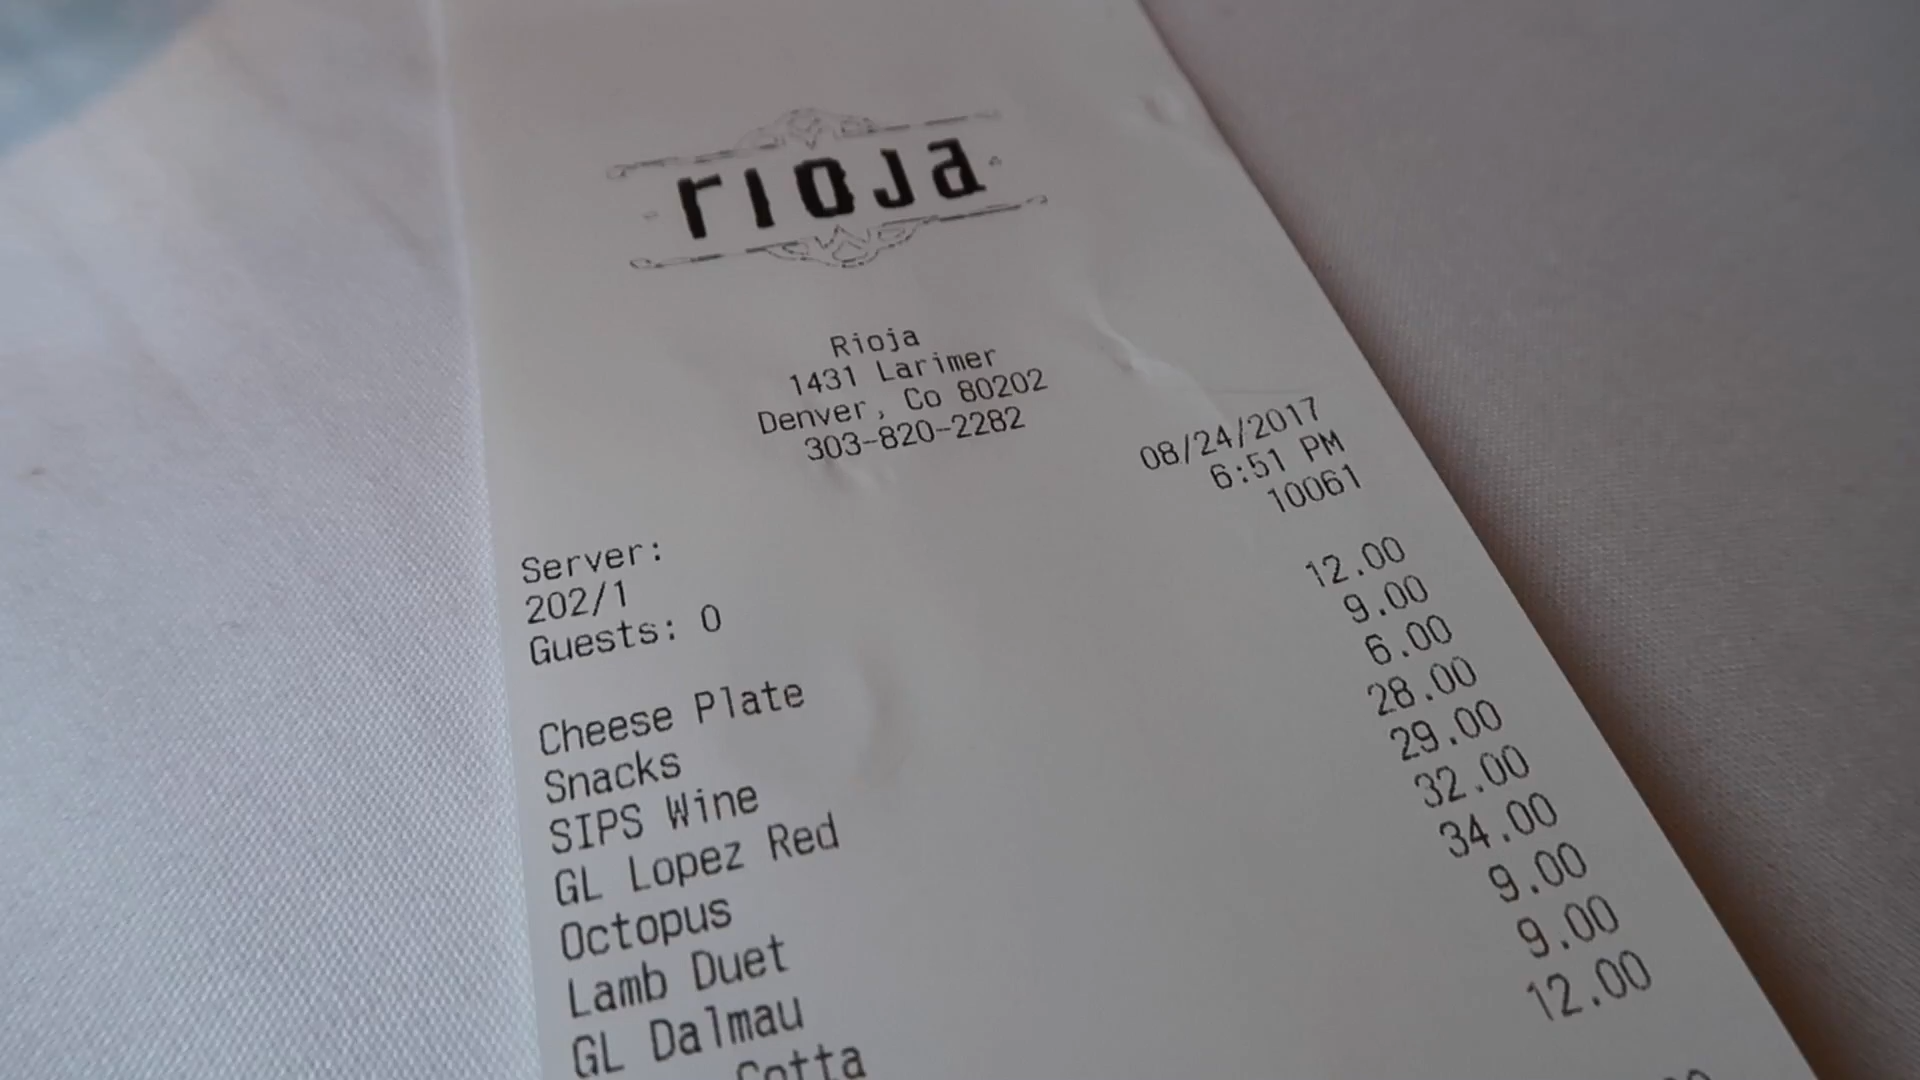 rioja
Rioja
1431 Larimer
Denver, Co 80202
303-820-2282
Server: 08/24/2017
202/1 6:51 PM
Guests: 0 10061
Cheese Plate 12.00
Snacks 9.00
SIPS Wine 6.00
GL Lopez Red 28.00
Octopus 29.00
Lamb Duet 32.00
GL Dalmau 34.00
Cotta 9.00
9.00
12.00